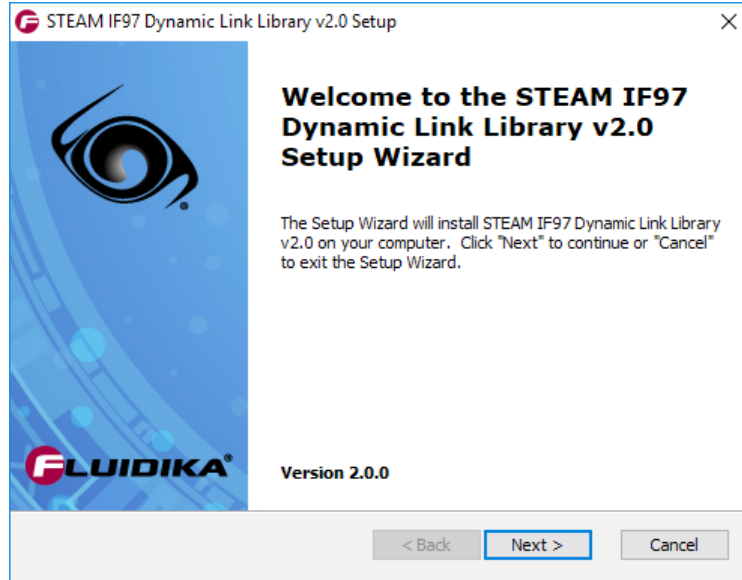 STEAM IF97 Dynamic Link Library v2.0 Setup
Welcome to the STEAM IF97
Dynamic Link Library v2.0
Setup Wizard
The Setup Wizard will install STEAM IF97 Dynamic Link Library
v2.0 on your computer. Click "Next" to continue or "Cancel"
to exit the Setup Wizard.
FLUIDIKA®
Version 2.0.0
< Back Next > Cancel